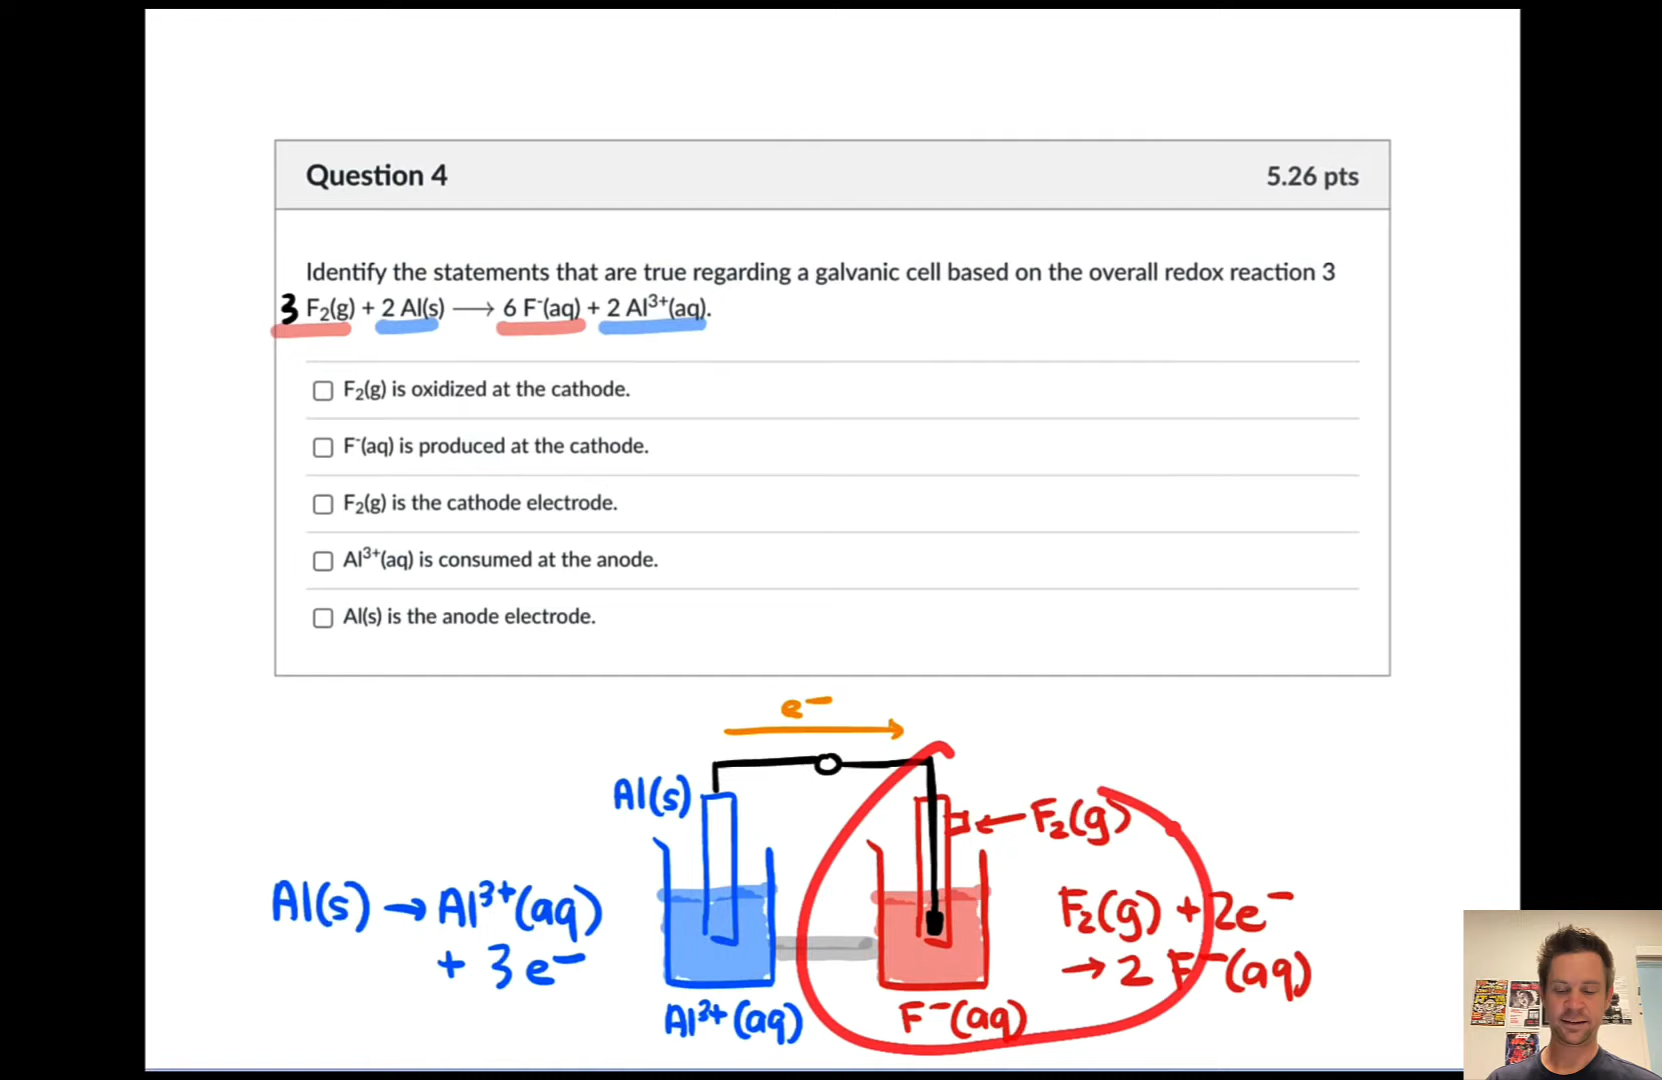 Question 4
5.26 pts
Identify the statements that are true regarding a galvanic cell based on the overall redox reaction 3
3 F₂(g) + 2 Al(s) ⟶ 6 F⁻(aq) + 2 Al³⁺(aq).
F₂(g) is oxidized at the cathode.
F⁻(aq) is produced at the cathode.
F₂(g) is the cathode electrode.
Al³⁺(aq) is consumed at the anode.
Al(s) is the anode electrode.
e⁻
Al(s)
F₂(g)
Al(s) → Al³⁺(aq)
+ 3e⁻
F₂(g) + 2e⁻
→ 2 F⁻(aq)
Al³⁺(aq)
F⁻(aq)